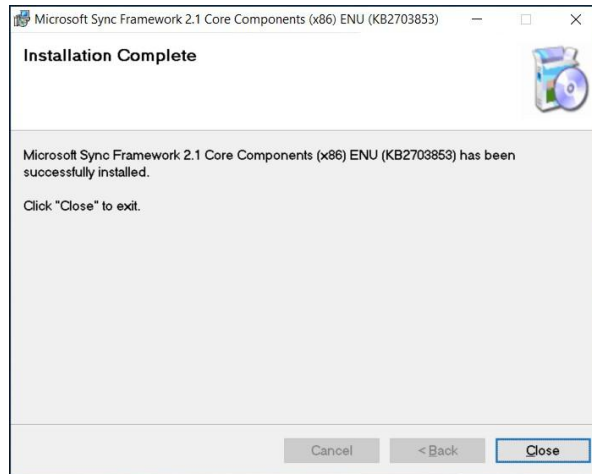 Microsoft Sync Framework 2.1 Core Components (x86) ENU (KB2703853)
Installation Complete
Microsoft Sync Framework 2.1 Core Components (x86) ENU (KB2703853) has been
successfully installed.
Click "Close" to exit.
Cancel < Back Close